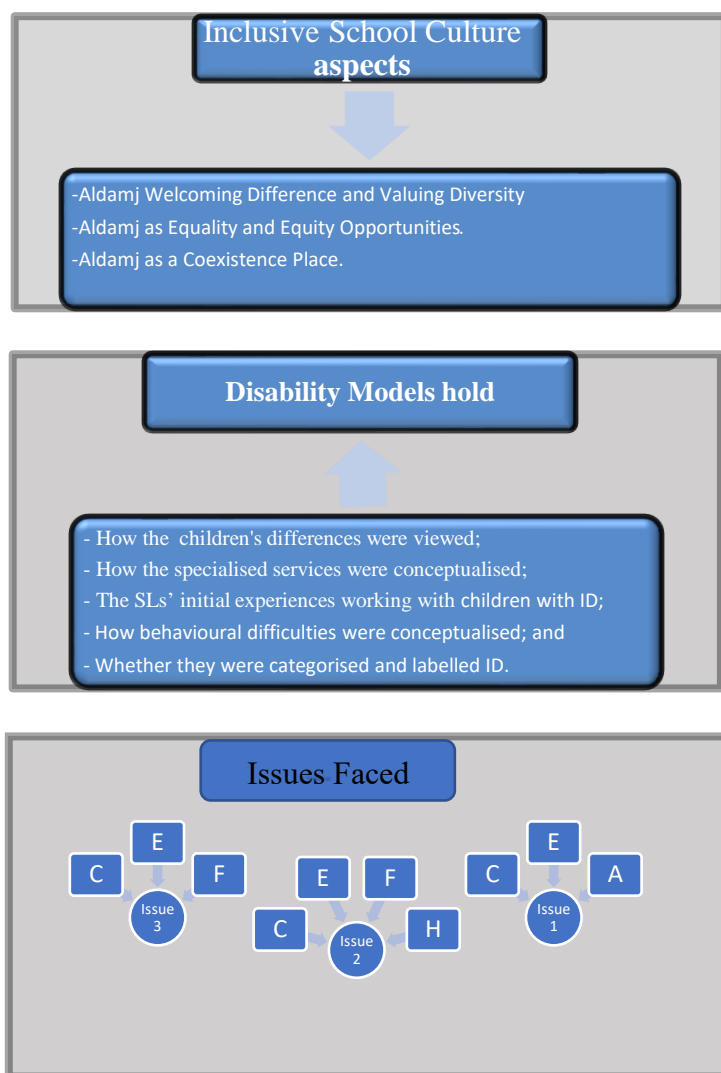 Inclusive School Culture
aspects
-Aldamj Welcoming Difference and Valuing Diversity
-Aldamj as Equality and Equity Opportunities.
-Aldamj as a Coexistence Place.
Disability Models hold
- How the children's differences were viewed;
- How the specialised services were conceptualised;
- The SLs’ initial experiences working with children with ID;
- How behavioural difficulties were conceptualised; and
- Whether they were categorised and labelled ID.
Issues Faced
C
E
F
Issue
3
C
E
F
H
Issue
2
C
E
A
Issue
1